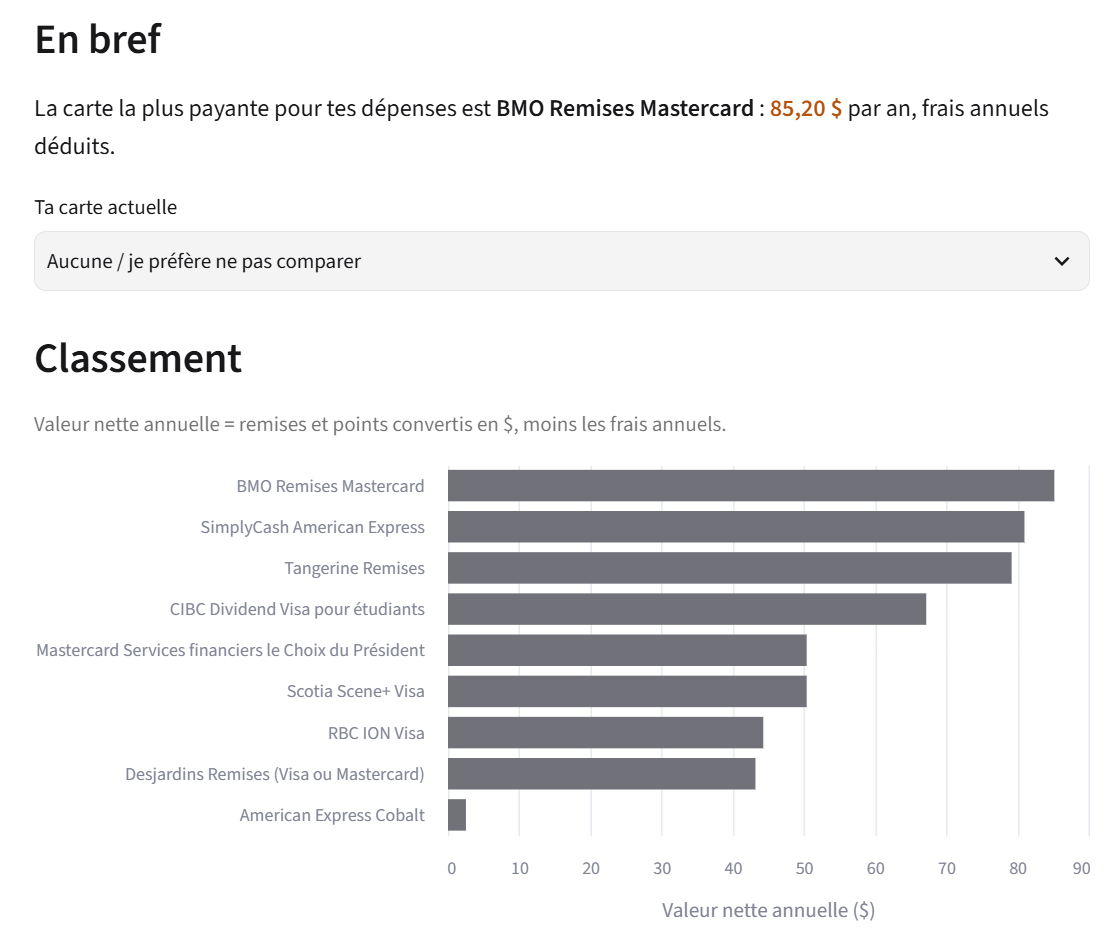 En bref
La carte la plus payante pour tes dépenses est BMO Remises Mastercard : 85,20 $ par an, frais annuels
déduits.
Ta carte actuelle
Aucune / je préfère ne pas comparer
Classement
Valeur nette annuelle = remises et points convertis en $, moins les frais annuels.
BMO Remises Mastercard
SimplyCash American Express
Tangerine Remises
CIBC Dividend Visa pour étudiants
Mastercard Services financiers le Choix du Président
Scotia Scene+ Visa
RBC ION Visa
Desjardins Remises (Visa ou Mastercard)
American Express Cobalt
0 10 20 30 40 50 60 70 80 90
Valeur nette annuelle ($)